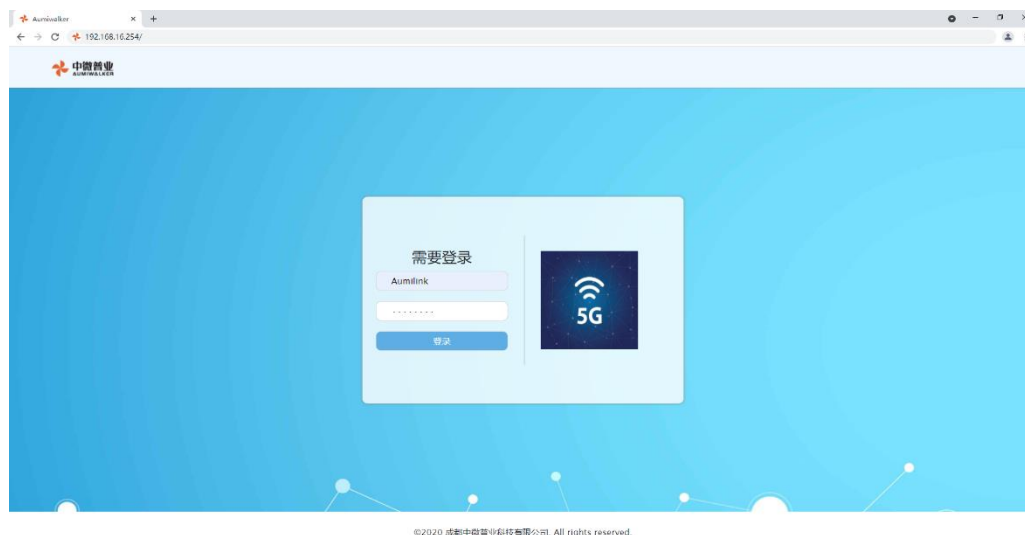 Aumiwalker
192.168.16.254/
中微普业
AUMIWALKER
需要登录
Aumilink
········
登录
5G
©2020 成都中微普业科技有限公司. All rights reserved.